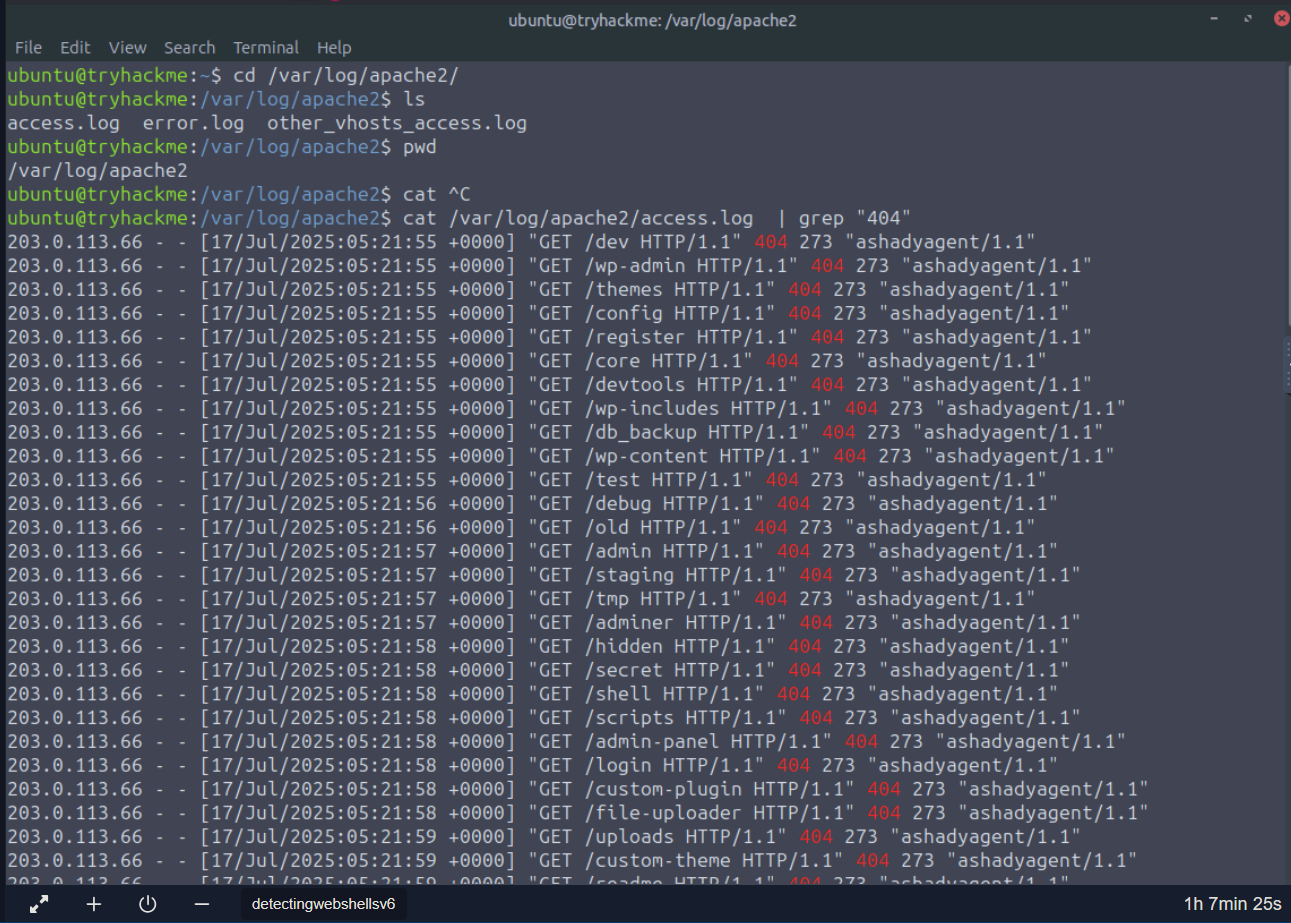 ubuntu@tryhackme: /var/log/apache2
File Edit View Search Terminal Help
ubuntu@tryhackme:~$ cd /var/log/apache2/
ubuntu@tryhackme:/var/log/apache2$ ls
access.log  error.log  other_vhosts_access.log
ubuntu@tryhackme:/var/log/apache2$ pwd
/var/log/apache2
ubuntu@tryhackme:/var/log/apache2$ cat ^C
ubuntu@tryhackme:/var/log/apache2$ cat /var/log/apache2/access.log  | grep "404"
203.0.113.66 - - [17/Jul/2025:05:21:55 +0000] "GET /dev HTTP/1.1" 404 273 "ashadyagent/1.1"
203.0.113.66 - - [17/Jul/2025:05:21:55 +0000] "GET /wp-admin HTTP/1.1" 404 273 "ashadyagent/1.1"
203.0.113.66 - - [17/Jul/2025:05:21:55 +0000] "GET /themes HTTP/1.1" 404 273 "ashadyagent/1.1"
203.0.113.66 - - [17/Jul/2025:05:21:55 +0000] "GET /config HTTP/1.1" 404 273 "ashadyagent/1.1"
203.0.113.66 - - [17/Jul/2025:05:21:55 +0000] "GET /register HTTP/1.1" 404 273 "ashadyagent/1.1"
203.0.113.66 - - [17/Jul/2025:05:21:55 +0000] "GET /core HTTP/1.1" 404 273 "ashadyagent/1.1"
203.0.113.66 - - [17/Jul/2025:05:21:55 +0000] "GET /devtools HTTP/1.1" 404 273 "ashadyagent/1.1"
203.0.113.66 - - [17/Jul/2025:05:21:55 +0000] "GET /wp-includes HTTP/1.1" 404 273 "ashadyagent/1.1"
203.0.113.66 - - [17/Jul/2025:05:21:55 +0000] "GET /db_backup HTTP/1.1" 404 273 "ashadyagent/1.1"
203.0.113.66 - - [17/Jul/2025:05:21:55 +0000] "GET /wp-content HTTP/1.1" 404 273 "ashadyagent/1.1"
203.0.113.66 - - [17/Jul/2025:05:21:55 +0000] "GET /test HTTP/1.1" 404 273 "ashadyagent/1.1"
203.0.113.66 - - [17/Jul/2025:05:21:56 +0000] "GET /debug HTTP/1.1" 404 273 "ashadyagent/1.1"
203.0.113.66 - - [17/Jul/2025:05:21:56 +0000] "GET /old HTTP/1.1" 404 273 "ashadyagent/1.1"
203.0.113.66 - - [17/Jul/2025:05:21:57 +0000] "GET /admin HTTP/1.1" 404 273 "ashadyagent/1.1"
203.0.113.66 - - [17/Jul/2025:05:21:57 +0000] "GET /staging HTTP/1.1" 404 273 "ashadyagent/1.1"
203.0.113.66 - - [17/Jul/2025:05:21:57 +0000] "GET /tmp HTTP/1.1" 404 273 "ashadyagent/1.1"
203.0.113.66 - - [17/Jul/2025:05:21:57 +0000] "GET /adminer HTTP/1.1" 404 273 "ashadyagent/1.1"
203.0.113.66 - - [17/Jul/2025:05:21:58 +0000] "GET /hidden HTTP/1.1" 404 273 "ashadyagent/1.1"
203.0.113.66 - - [17/Jul/2025:05:21:58 +0000] "GET /secret HTTP/1.1" 404 273 "ashadyagent/1.1"
203.0.113.66 - - [17/Jul/2025:05:21:58 +0000] "GET /shell HTTP/1.1" 404 273 "ashadyagent/1.1"
203.0.113.66 - - [17/Jul/2025:05:21:58 +0000] "GET /scripts HTTP/1.1" 404 273 "ashadyagent/1.1"
203.0.113.66 - - [17/Jul/2025:05:21:58 +0000] "GET /admin-panel HTTP/1.1" 404 273 "ashadyagent/1.1"
203.0.113.66 - - [17/Jul/2025:05:21:58 +0000] "GET /login HTTP/1.1" 404 273 "ashadyagent/1.1"
203.0.113.66 - - [17/Jul/2025:05:21:58 +0000] "GET /custom-plugin HTTP/1.1" 404 273 "ashadyagent/1.1"
203.0.113.66 - - [17/Jul/2025:05:21:58 +0000] "GET /file-uploader HTTP/1.1" 404 273 "ashadyagent/1.1"
203.0.113.66 - - [17/Jul/2025:05:21:59 +0000] "GET /uploads HTTP/1.1" 404 273 "ashadyagent/1.1"
203.0.113.66 - - [17/Jul/2025:05:21:59 +0000] "GET /custom-theme HTTP/1.1" 404 273 "ashadyagent/1.1"
203.0.113.66 - - [17/Jul/2025:05:21:59 +0000] "GET /readme HTTP/1.1" 404 273 "ashadyagent/1.1"
detectingwebshellsv6
1h 7min 25s